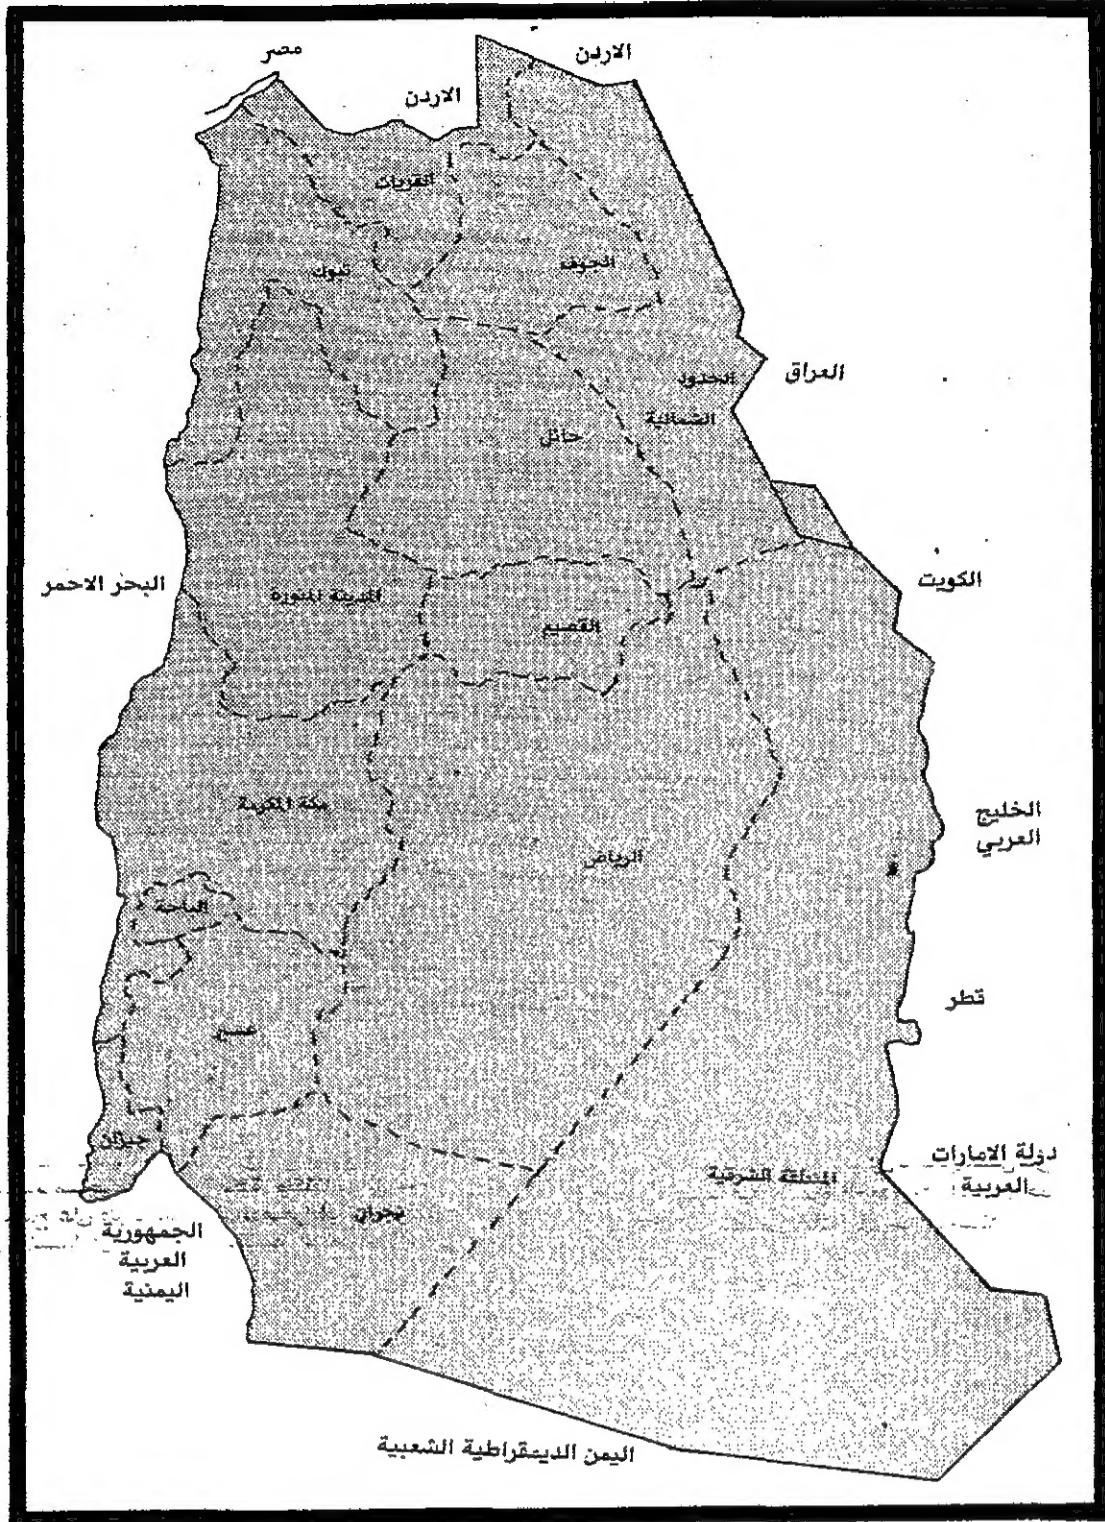 مصر
الاردن
الاردن
القريات
الجوف
تبوك
العراق
الحدود
الشمالية
حائل
الكويت
البحر الاحمر
المدينة المنورة
القصيم
مكة المكرمة
الخليج
العربي
الرياض
الباحة
قطر
عسير
جيزان
دولة الامارات
العربية
المنطقة الشرقية
نجران
الجمهورية
العربية
اليمنية
اليمن الديمقراطية الشعبية